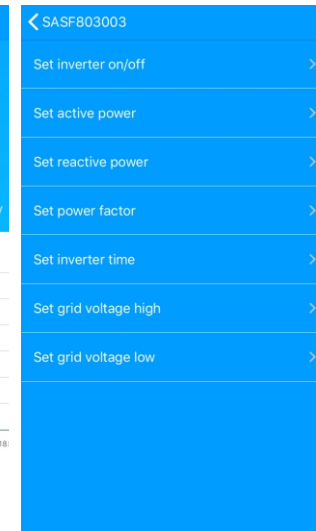 SASF803003
Set inverter on/off
Set active power
Set reactive power
Set power factor
Set inverter time
Set grid voltage high
Set grid voltage low